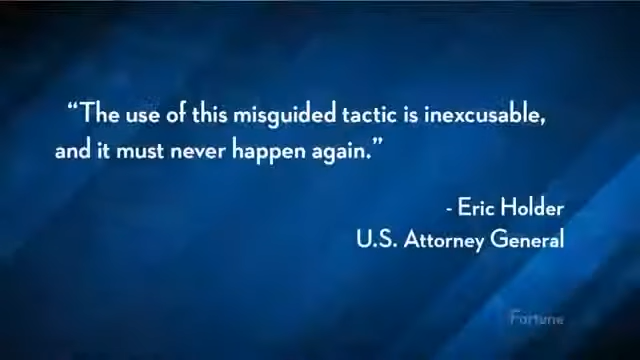 “The use of this misguided tactic is inexcusable,
and it must never happen again.”
- Eric Holder
U.S. Attorney General
Fortune